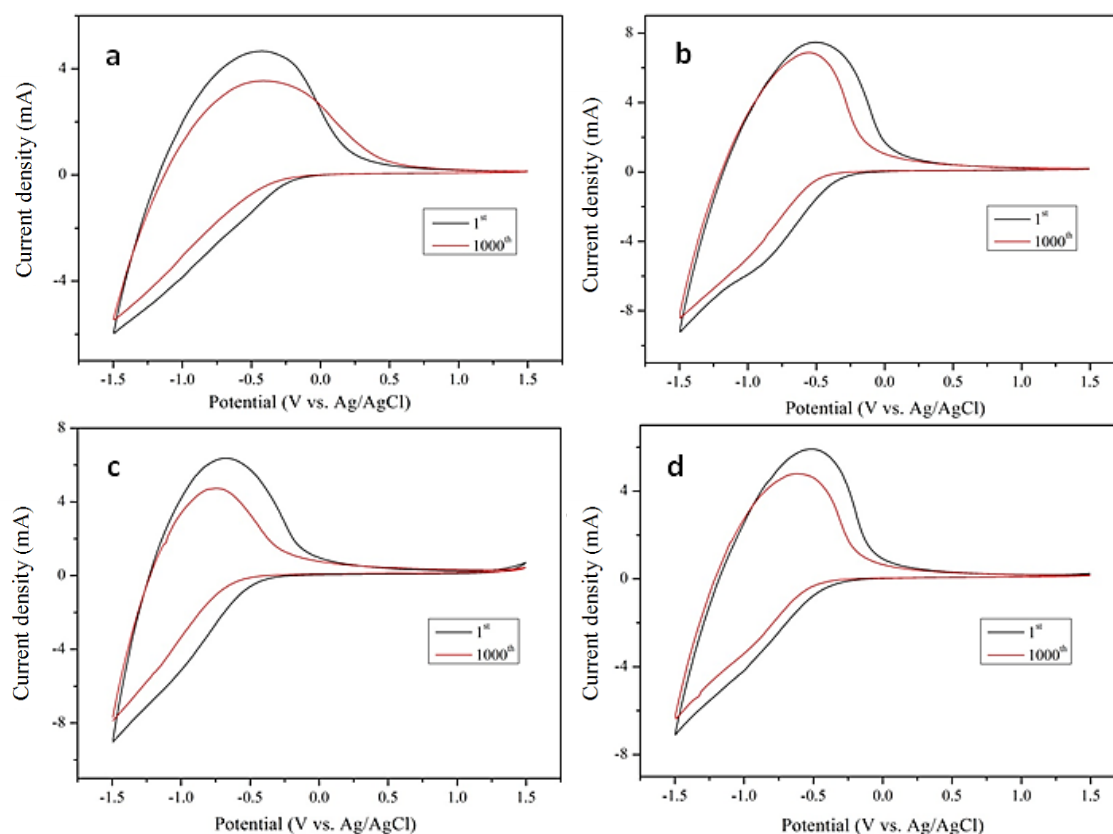 a
Current density (mA)
4
0
-4
1st
1000th
-1.5 -1.0 -0.5 0.0 0.5 1.0 1.5
Potential (V vs. Ag/AgCl)
b
Current density (mA)
8
4
0
-4
-8
1st
1000th
-1.5 -1.0 -0.5 0.0 0.5 1.0 1.5
Potential (V vs. Ag/AgCl)
c
Current density (mA)
8
4
0
-4
-8
1st
1000th
-1.5 -1.0 -0.5 0.0 0.5 1.0 1.5
Potential (V vs. Ag/AgCl)
d
Current density (mA)
4
0
-4
-8
1st
1000th
-1.5 -1.0 -0.5 0.0 0.5 1.0 1.5
Potential (V vs. Ag/AgCl)